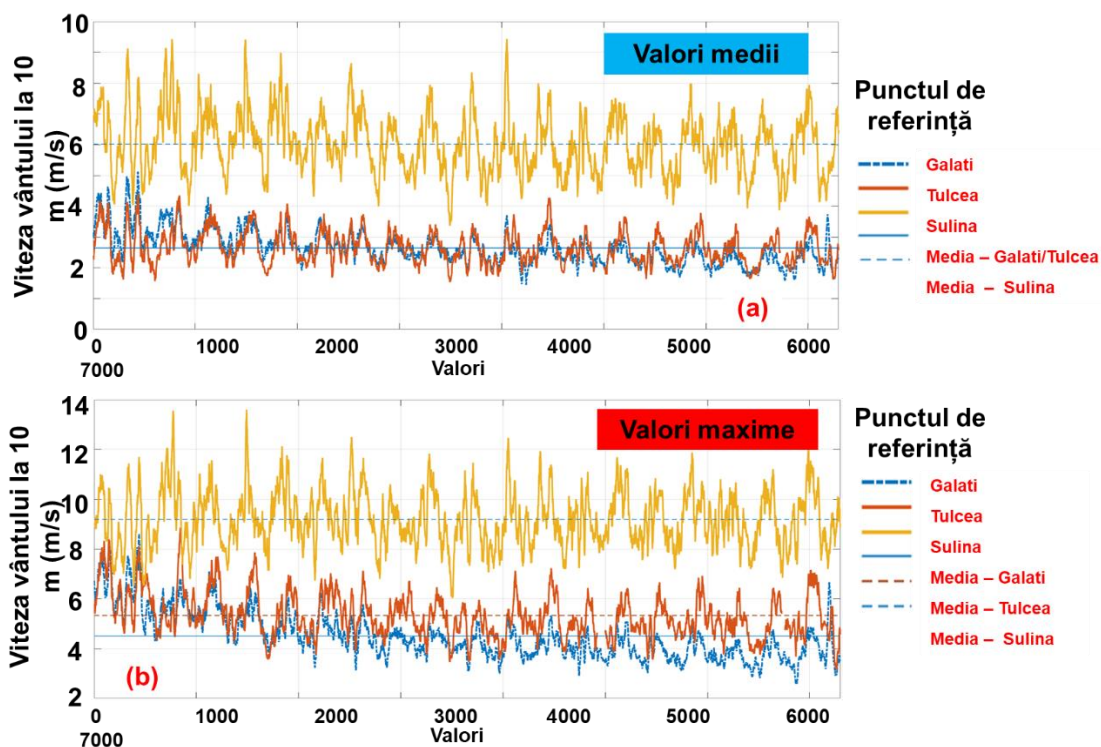 10
8
6
4
2
0
Viteza vântului la 10
m (m/s)
Valori medii
(a)
0 1000 2000 3000 4000 5000 6000
7000
Valori
Punctul de
referință
Galati
Tulcea
Sulina
Media – Galati/Tulcea
Media – Sulina
14
12
10
8
6
4
2
Viteza vântului la 10
m (m/s)
Valori maxime
(b)
0 1000 2000 3000 4000 5000 6000
7000
Valori
Punctul de
referință
Galati
Tulcea
Sulina
Media – Galati
Media – Tulcea
Media – Sulina